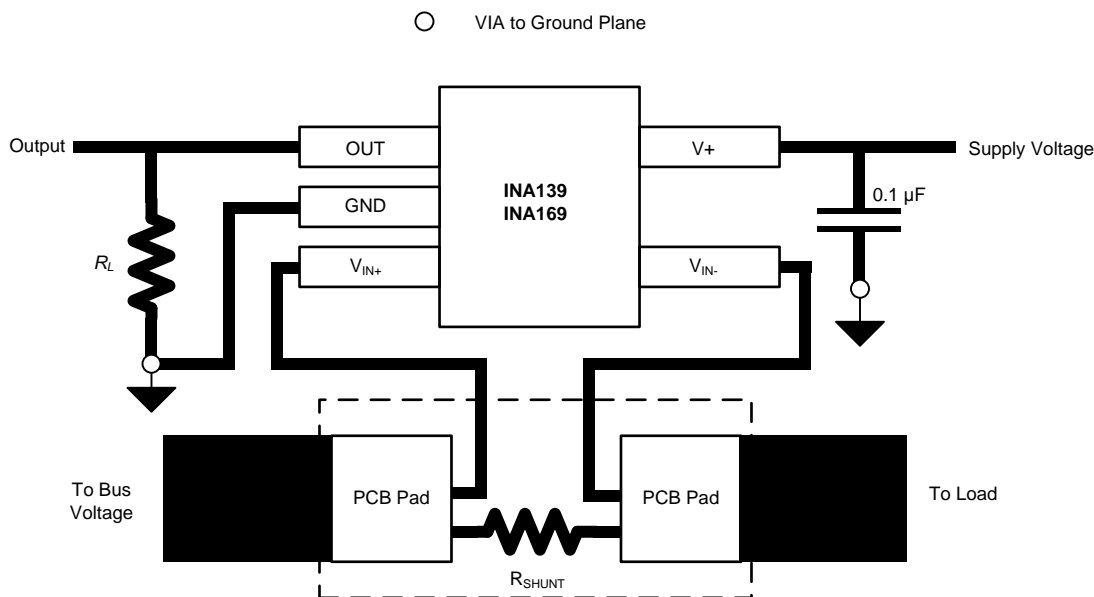 VIA to Ground Plane
Output
OUT
V+
Supply Voltage
INA139
INA169
0.1 µF
GND
R_L
V_IN+
V_IN-
To Bus
Voltage
PCB Pad
PCB Pad
To Load
R_SHUNT